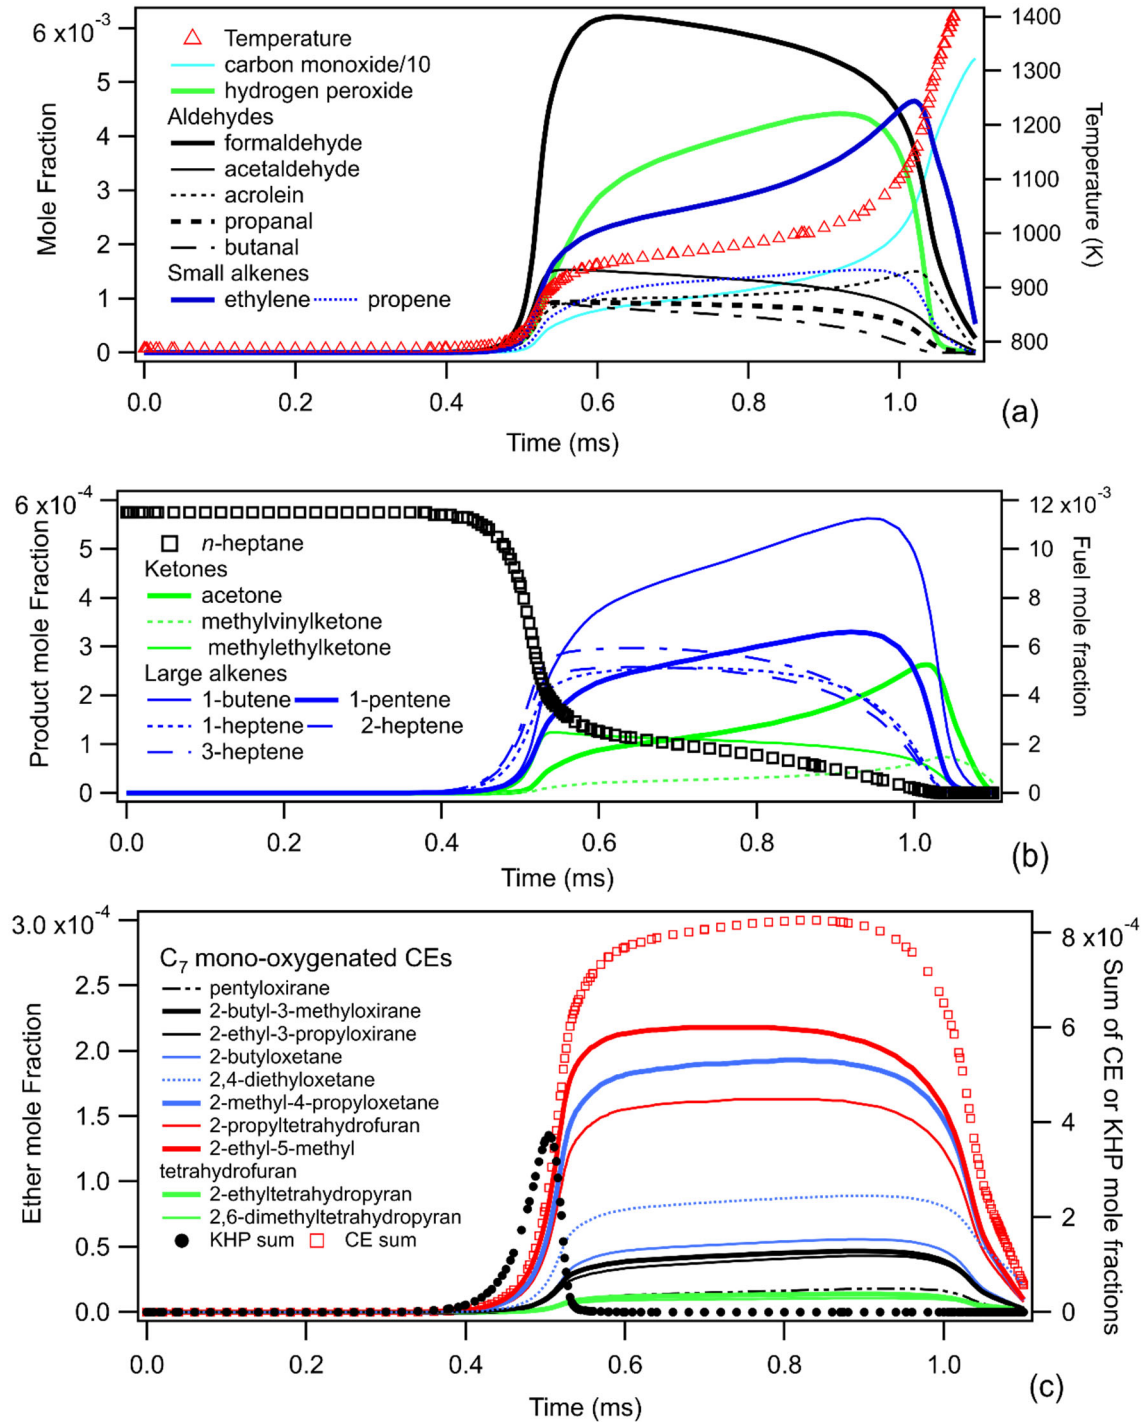 6 x10-3
5
4
3
2
1
0
Mole Fraction
Temperature
carbon monoxide/10
hydrogen peroxide
Aldehydes
formaldehyde
acetaldehyde
acrolein
propanal
butanal
Small alkenes
ethylene propene
1400
1300
1200
1100
1000
900
800
Temperature (K)
0.0 0.2 0.4 0.6 0.8 1.0
Time (ms)
(a)
6 x10-4
5
4
3
2
1
0
Product mole Fraction
n-heptane
Ketones
acetone
methylvinylketone
methylethylketone
Large alkenes
1-butene 1-pentene
1-heptene 2-heptene
3-heptene
12 x10-3
10
8
6
4
2
0
Fuel mole fraction
0.0 0.2 0.4 0.6 0.8 1.0
Time (ms)
(b)
3.0 x10-4
2.5
2.0
1.5
1.0
0.5
0.0
Ether mole Fraction
C7 mono-oxygenated CEs
pentyloxirane
2-butyl-3-methyloxirane
2-ethyl-3-propyloxirane
2-butyloxetane
2,4-diethyloxetane
2-methyl-4-propyloxetane
2-propyltetrahydrofuran
2-ethyl-5-methyl
tetrahydrofuran
2-ethyltetrahydropyran
2,6-dimethyltetrahydropyran
KHP sum CE sum
8 x10-4
6
4
2
0
Sum of CE or KHP mole fractions
0.0 0.2 0.4 0.6 0.8 1.0
Time (ms)
(c)